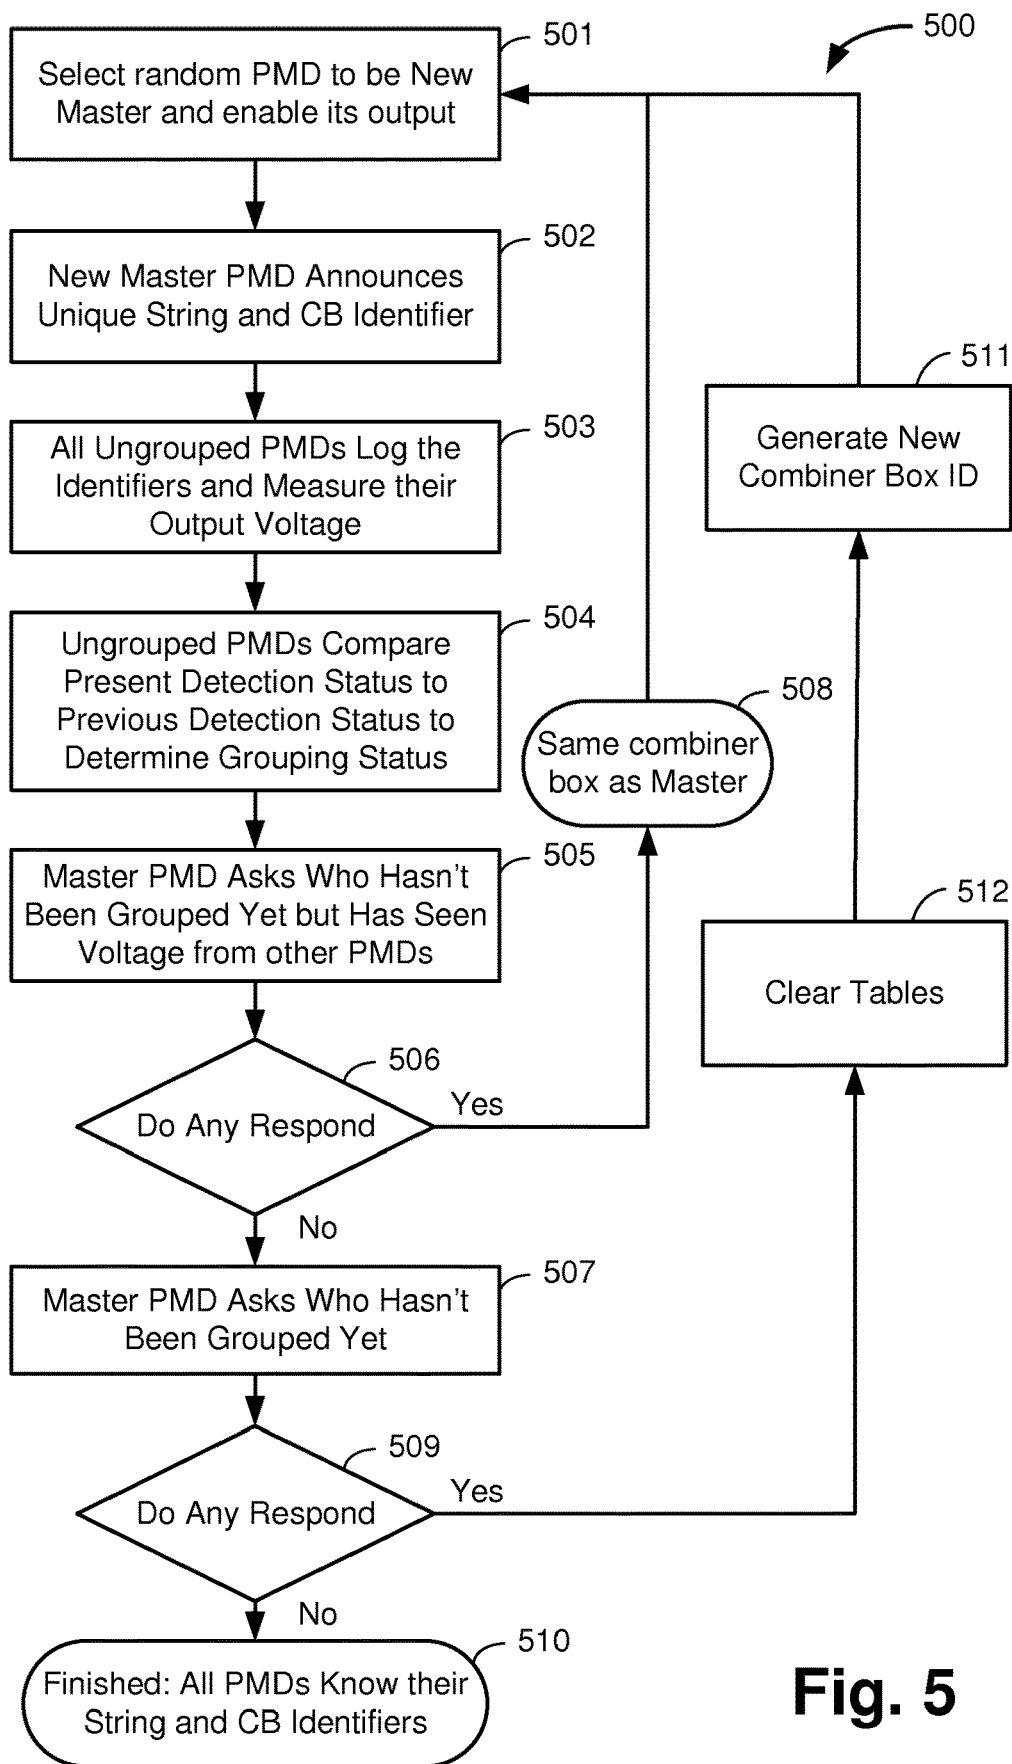 500
501
Select random PMD to be New
Master and enable its output
502
New Master PMD Announces
Unique String and CB Identifier
503
All Ungrouped PMDs Log the
Identifiers and Measure their
Output Voltage
504
Ungrouped PMDs Compare
Present Detection Status to
Previous Detection Status to
Determine Grouping Status
505
Master PMD Asks Who Hasn't
Been Grouped Yet but Has Seen
Voltage from other PMDs
506
Do Any Respond
Yes
No
508
Same combiner
box as Master
507
Master PMD Asks Who Hasn't
Been Grouped Yet
509
Do Any Respond
Yes
No
510
Finished: All PMDs Know their
String and CB Identifiers
511
Generate New
Combiner Box ID
512
Clear Tables
Fig. 5